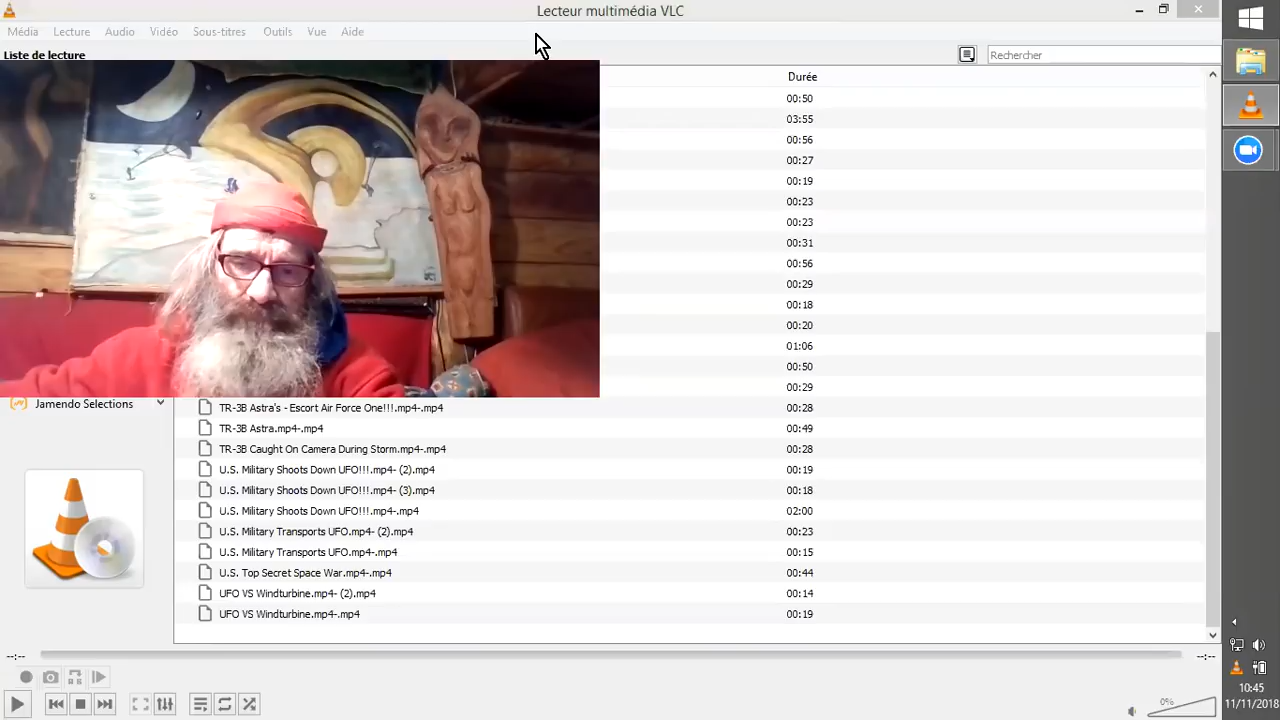 Lecteur multimédia VLC
Média Lecture Audio Vidéo Sous-titres Outils Vue Aide
Liste de lecture
Rechercher
Durée
00:50
03:55
00:56
00:27
00:19
00:23
00:23
00:31
00:56
00:29
00:18
00:20
01:06
00:50
00:29
Jamendo Selections
TR-3B Astra's - Escort Air Force One!!!.mp4-.mp4 00:28
TR-3B Astra.mp4-.mp4 00:49
TR-3B Caught On Camera During Storm.mp4-.mp4 00:28
U.S. Military Shoots Down UFO!!!.mp4- (2).mp4 00:19
U.S. Military Shoots Down UFO!!!.mp4- (3).mp4 00:18
U.S. Military Shoots Down UFO!!!.mp4-.mp4 02:00
U.S. Military Transports UFO.mp4- (2).mp4 00:23
U.S. Military Transports UFO.mp4-.mp4 00:15
U.S. Top Secret Space War.mp4-.mp4 00:44
UFO VS Windturbine.mp4- (2).mp4 00:14
UFO VS Windturbine.mp4-.mp4 00:19
--:-- --:--
0%
10:45
11/11/2018